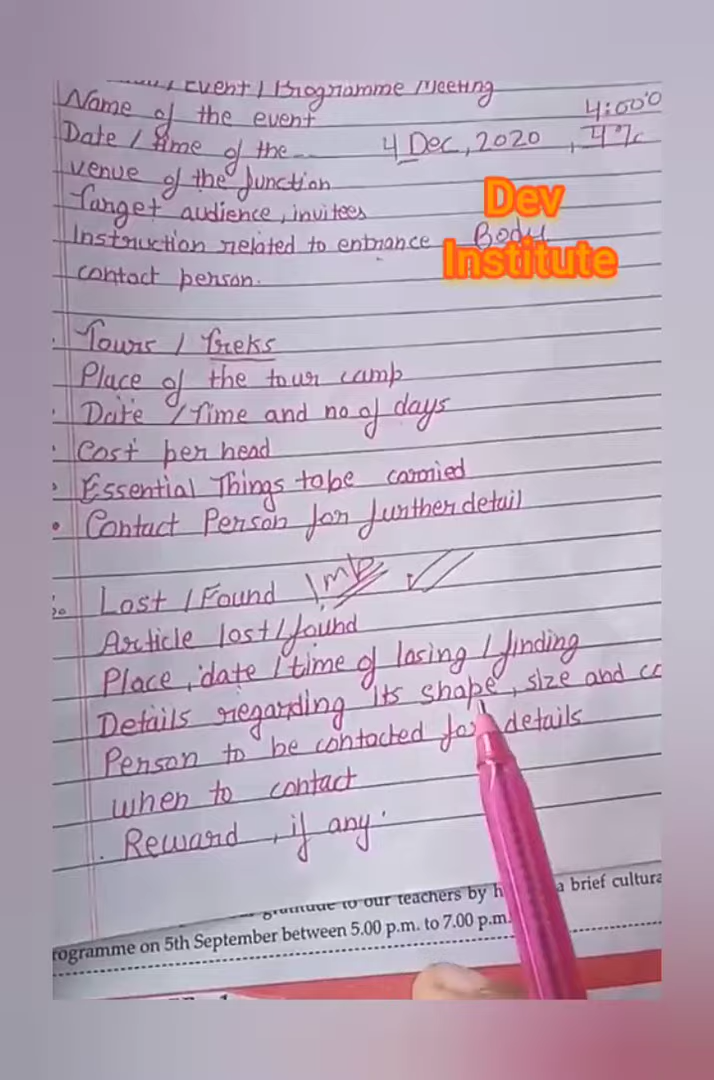 / Event / Programme Meeting
Name of the event 4:00
Date / time of the 4 Dec, 2020 ,
venue of the function
Target audience, invitees
Instruction related to entrance Body
contact person.
Dev
Institute
Tours / Treks
Place of the tour camp
Date / Time and no of days
Cost per head
Essential Things to be carried
• Contact Person for further detail
Lost / Found Imp
Article lost / found
Place, date / time of losing / finding
Details regarding its shape, size and
Person to be contacted for details
when to contact
Reward, if any
gratitude to our teachers by a brief
rogramme on 5th September between 5.00 p.m. to 7.00 p.m.